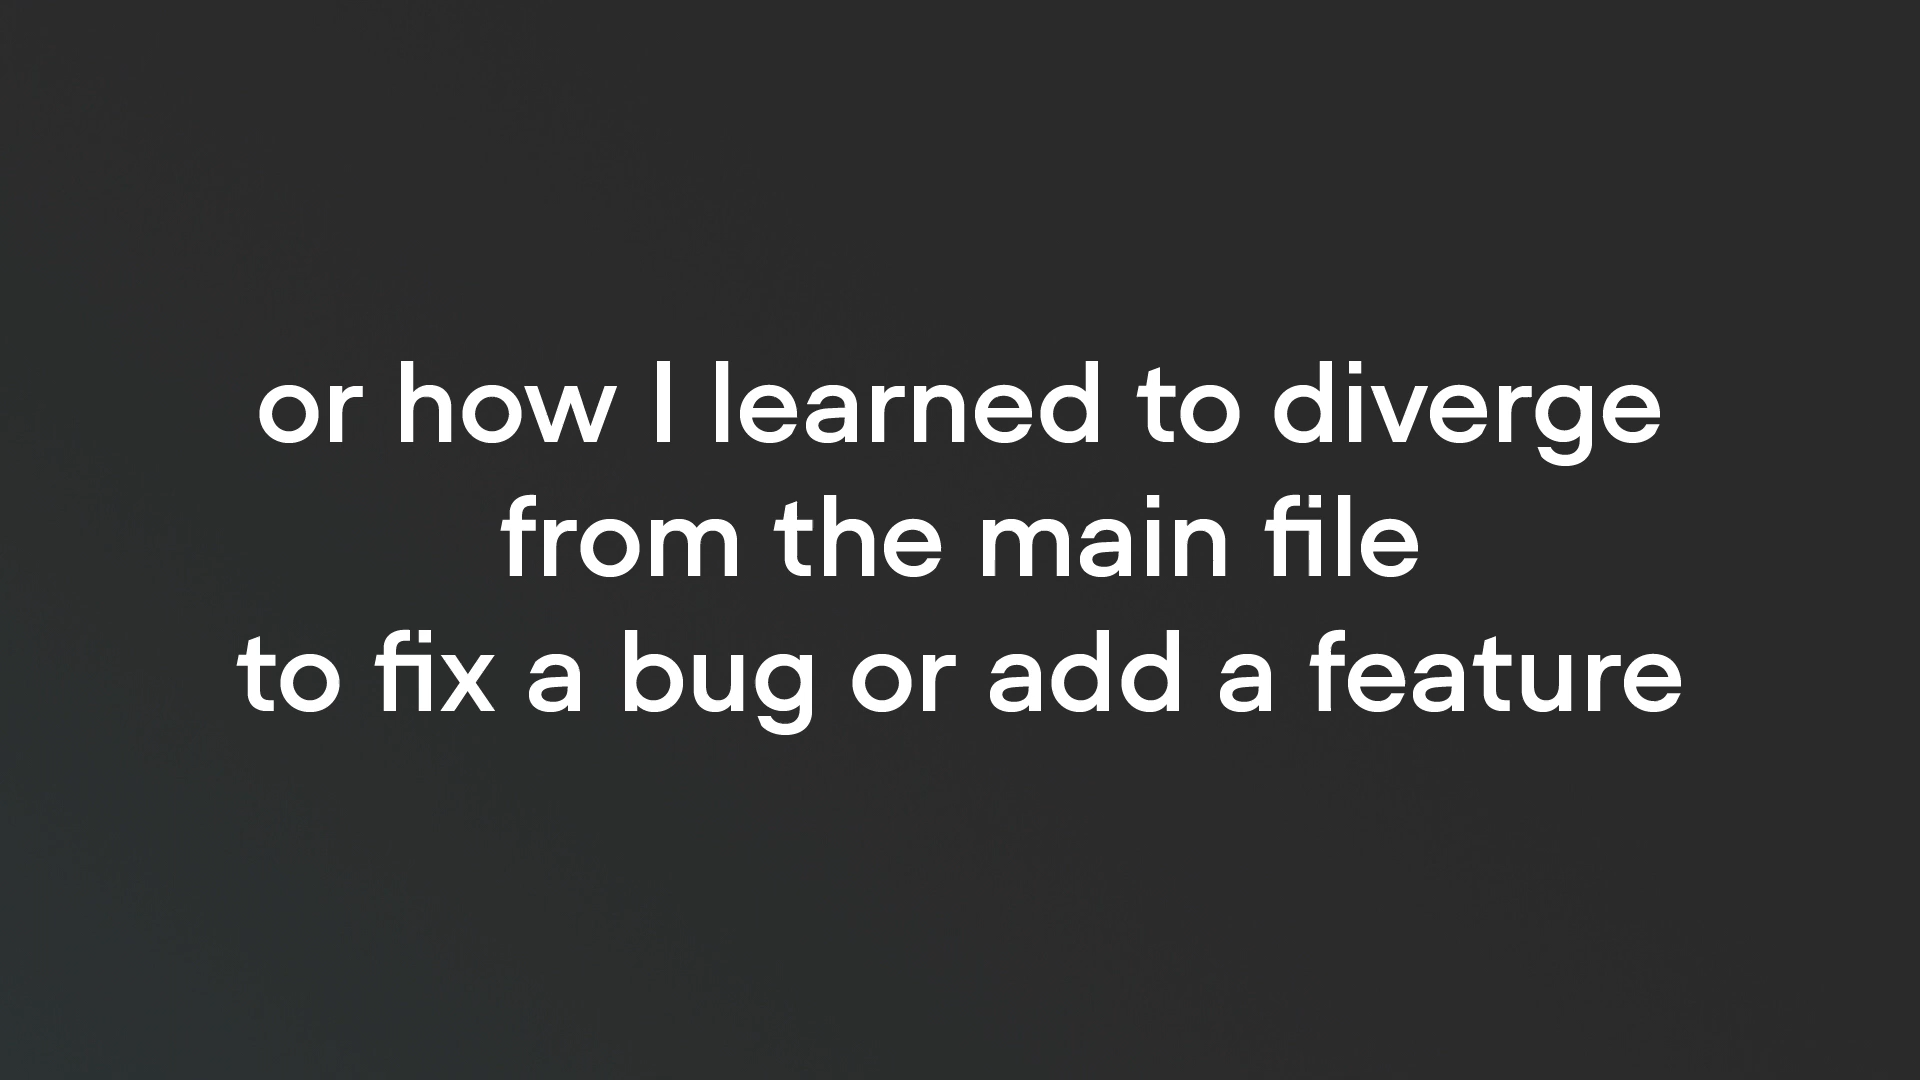 or how I learned to diverge
from the main file
to fix a bug or add a feature